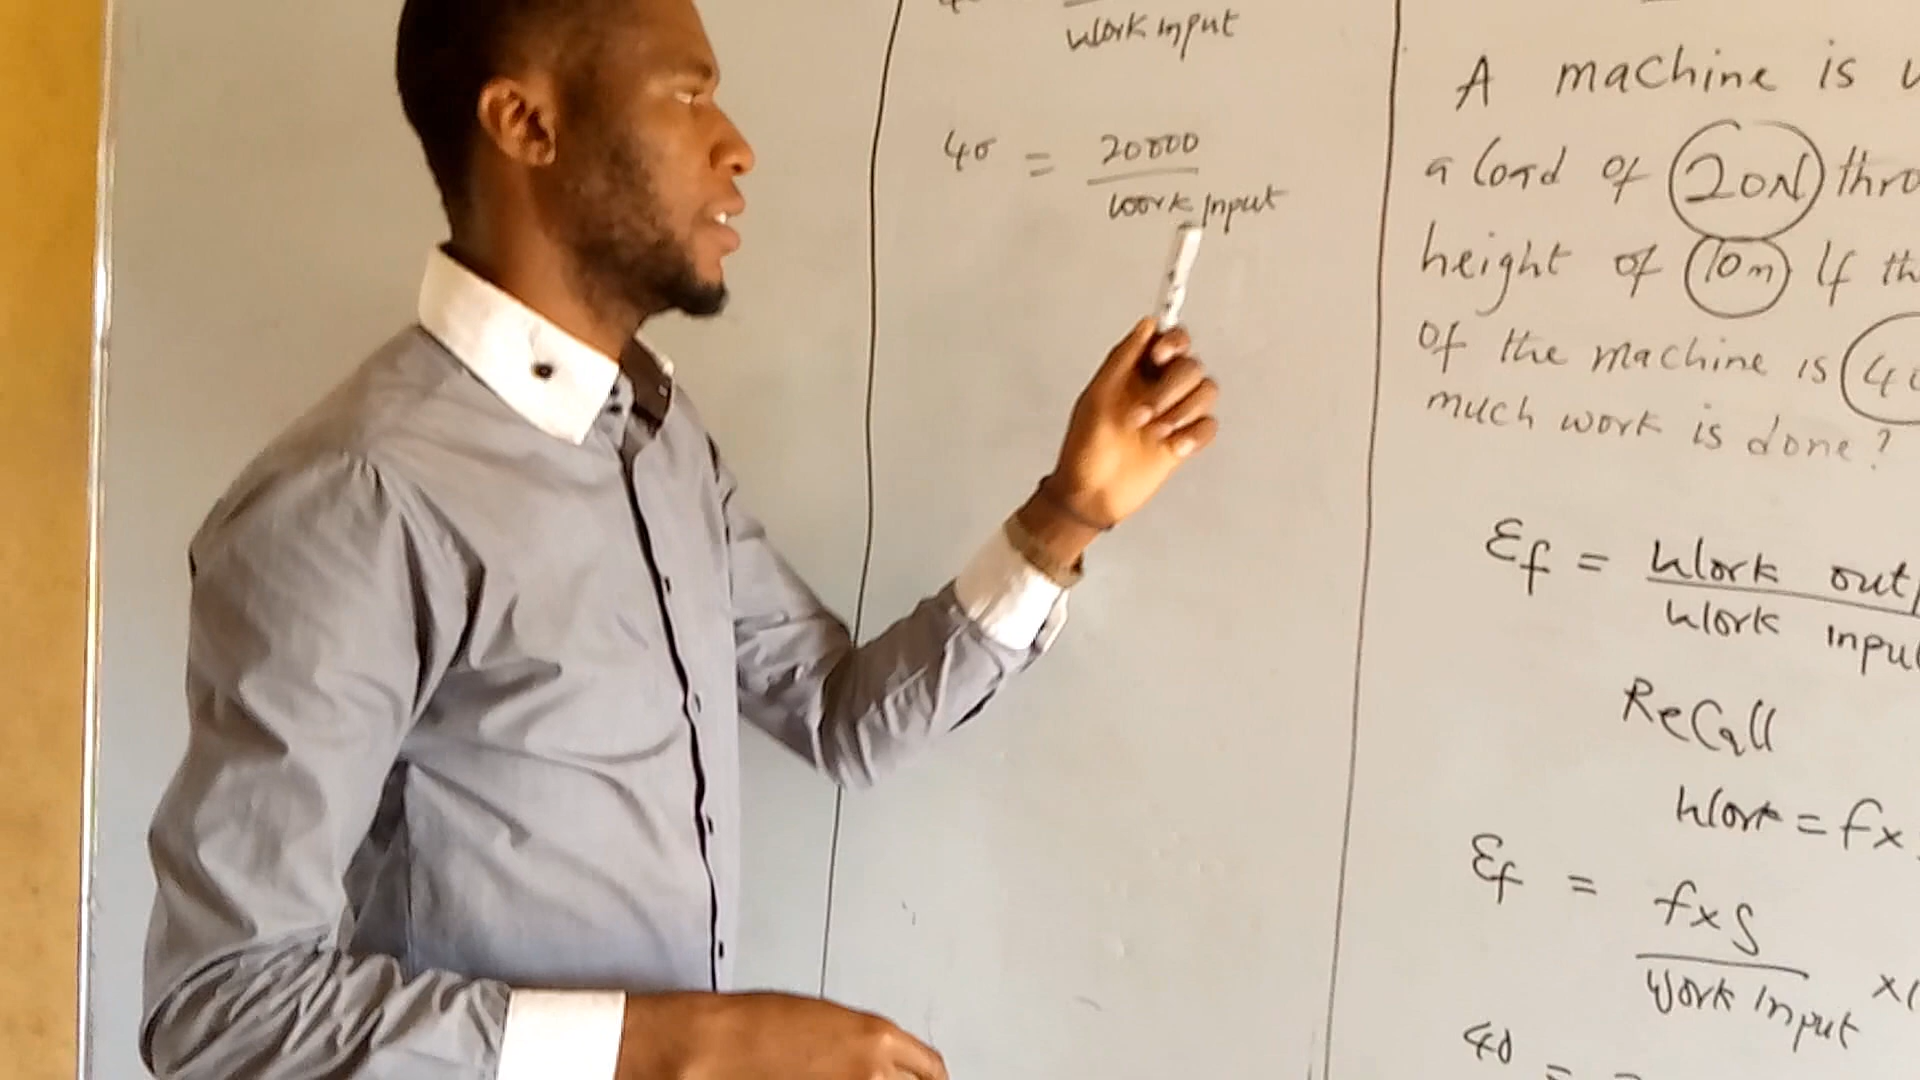 Work input
40 = 20000
Work Input
A machine is
a load of 20N thro
height of 10m If th
of the machine is 40
much work is done?
Ef = Work out
Work inpu
Recall
Work = f x
Ef = f x S
Work Input
40 =